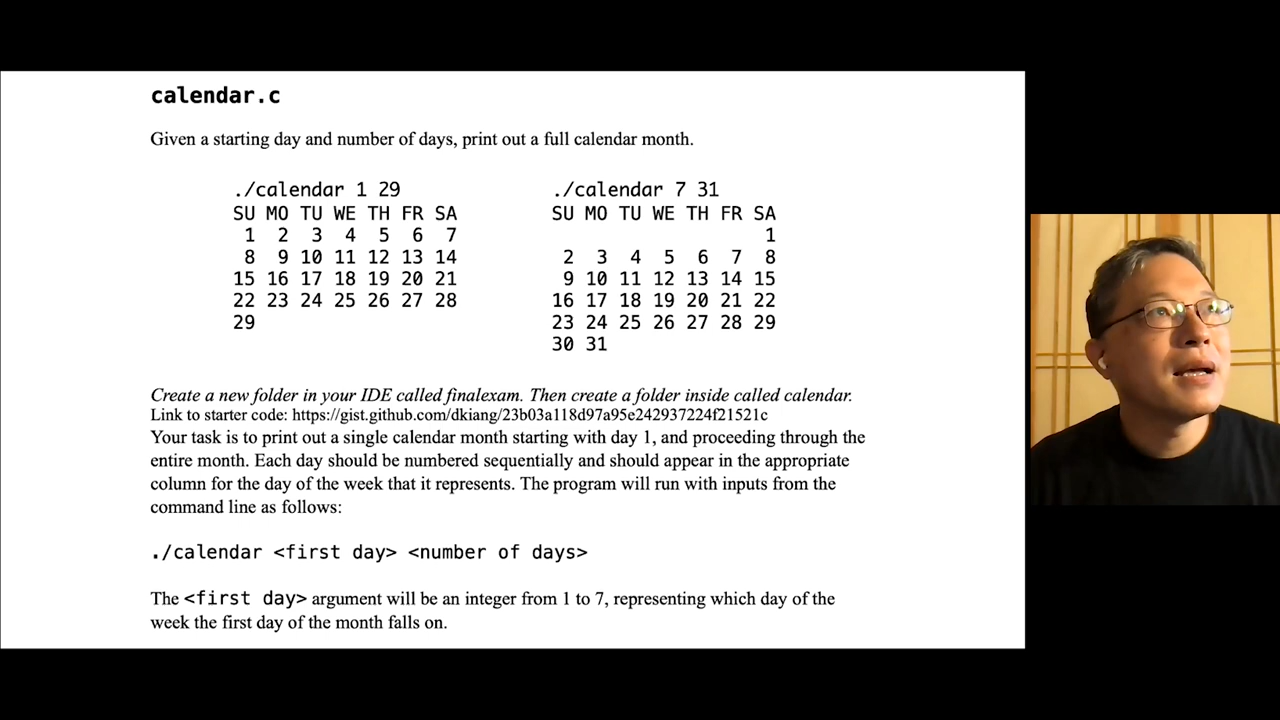 calendar.c
Given a starting day and number of days, print out a full calendar month.
./calendar 1 29
SU MO TU WE TH FR SA
1 2 3 4 5 6 7
8 9 10 11 12 13 14
15 16 17 18 19 20 21
22 23 24 25 26 27 28
29
./calendar 7 31
SU MO TU WE TH FR SA
1
2 3 4 5 6 7 8
9 10 11 12 13 14 15
16 17 18 19 20 21 22
23 24 25 26 27 28 29
30 31
Create a new folder in your IDE called finalexam. Then create a folder inside called calendar.
Link to starter code: https://gist.github.com/dkiang/23b03a118d97a95e242937224f21521c
Your task is to print out a single calendar month starting with day 1, and proceeding through the
entire month. Each day should be numbered sequentially and should appear in the appropriate
column for the day of the week that it represents. The program will run with inputs from the
command line as follows:
./calendar <first day> <number of days>
The <first day> argument will be an integer from 1 to 7, representing which day of the
week the first day of the month falls on.